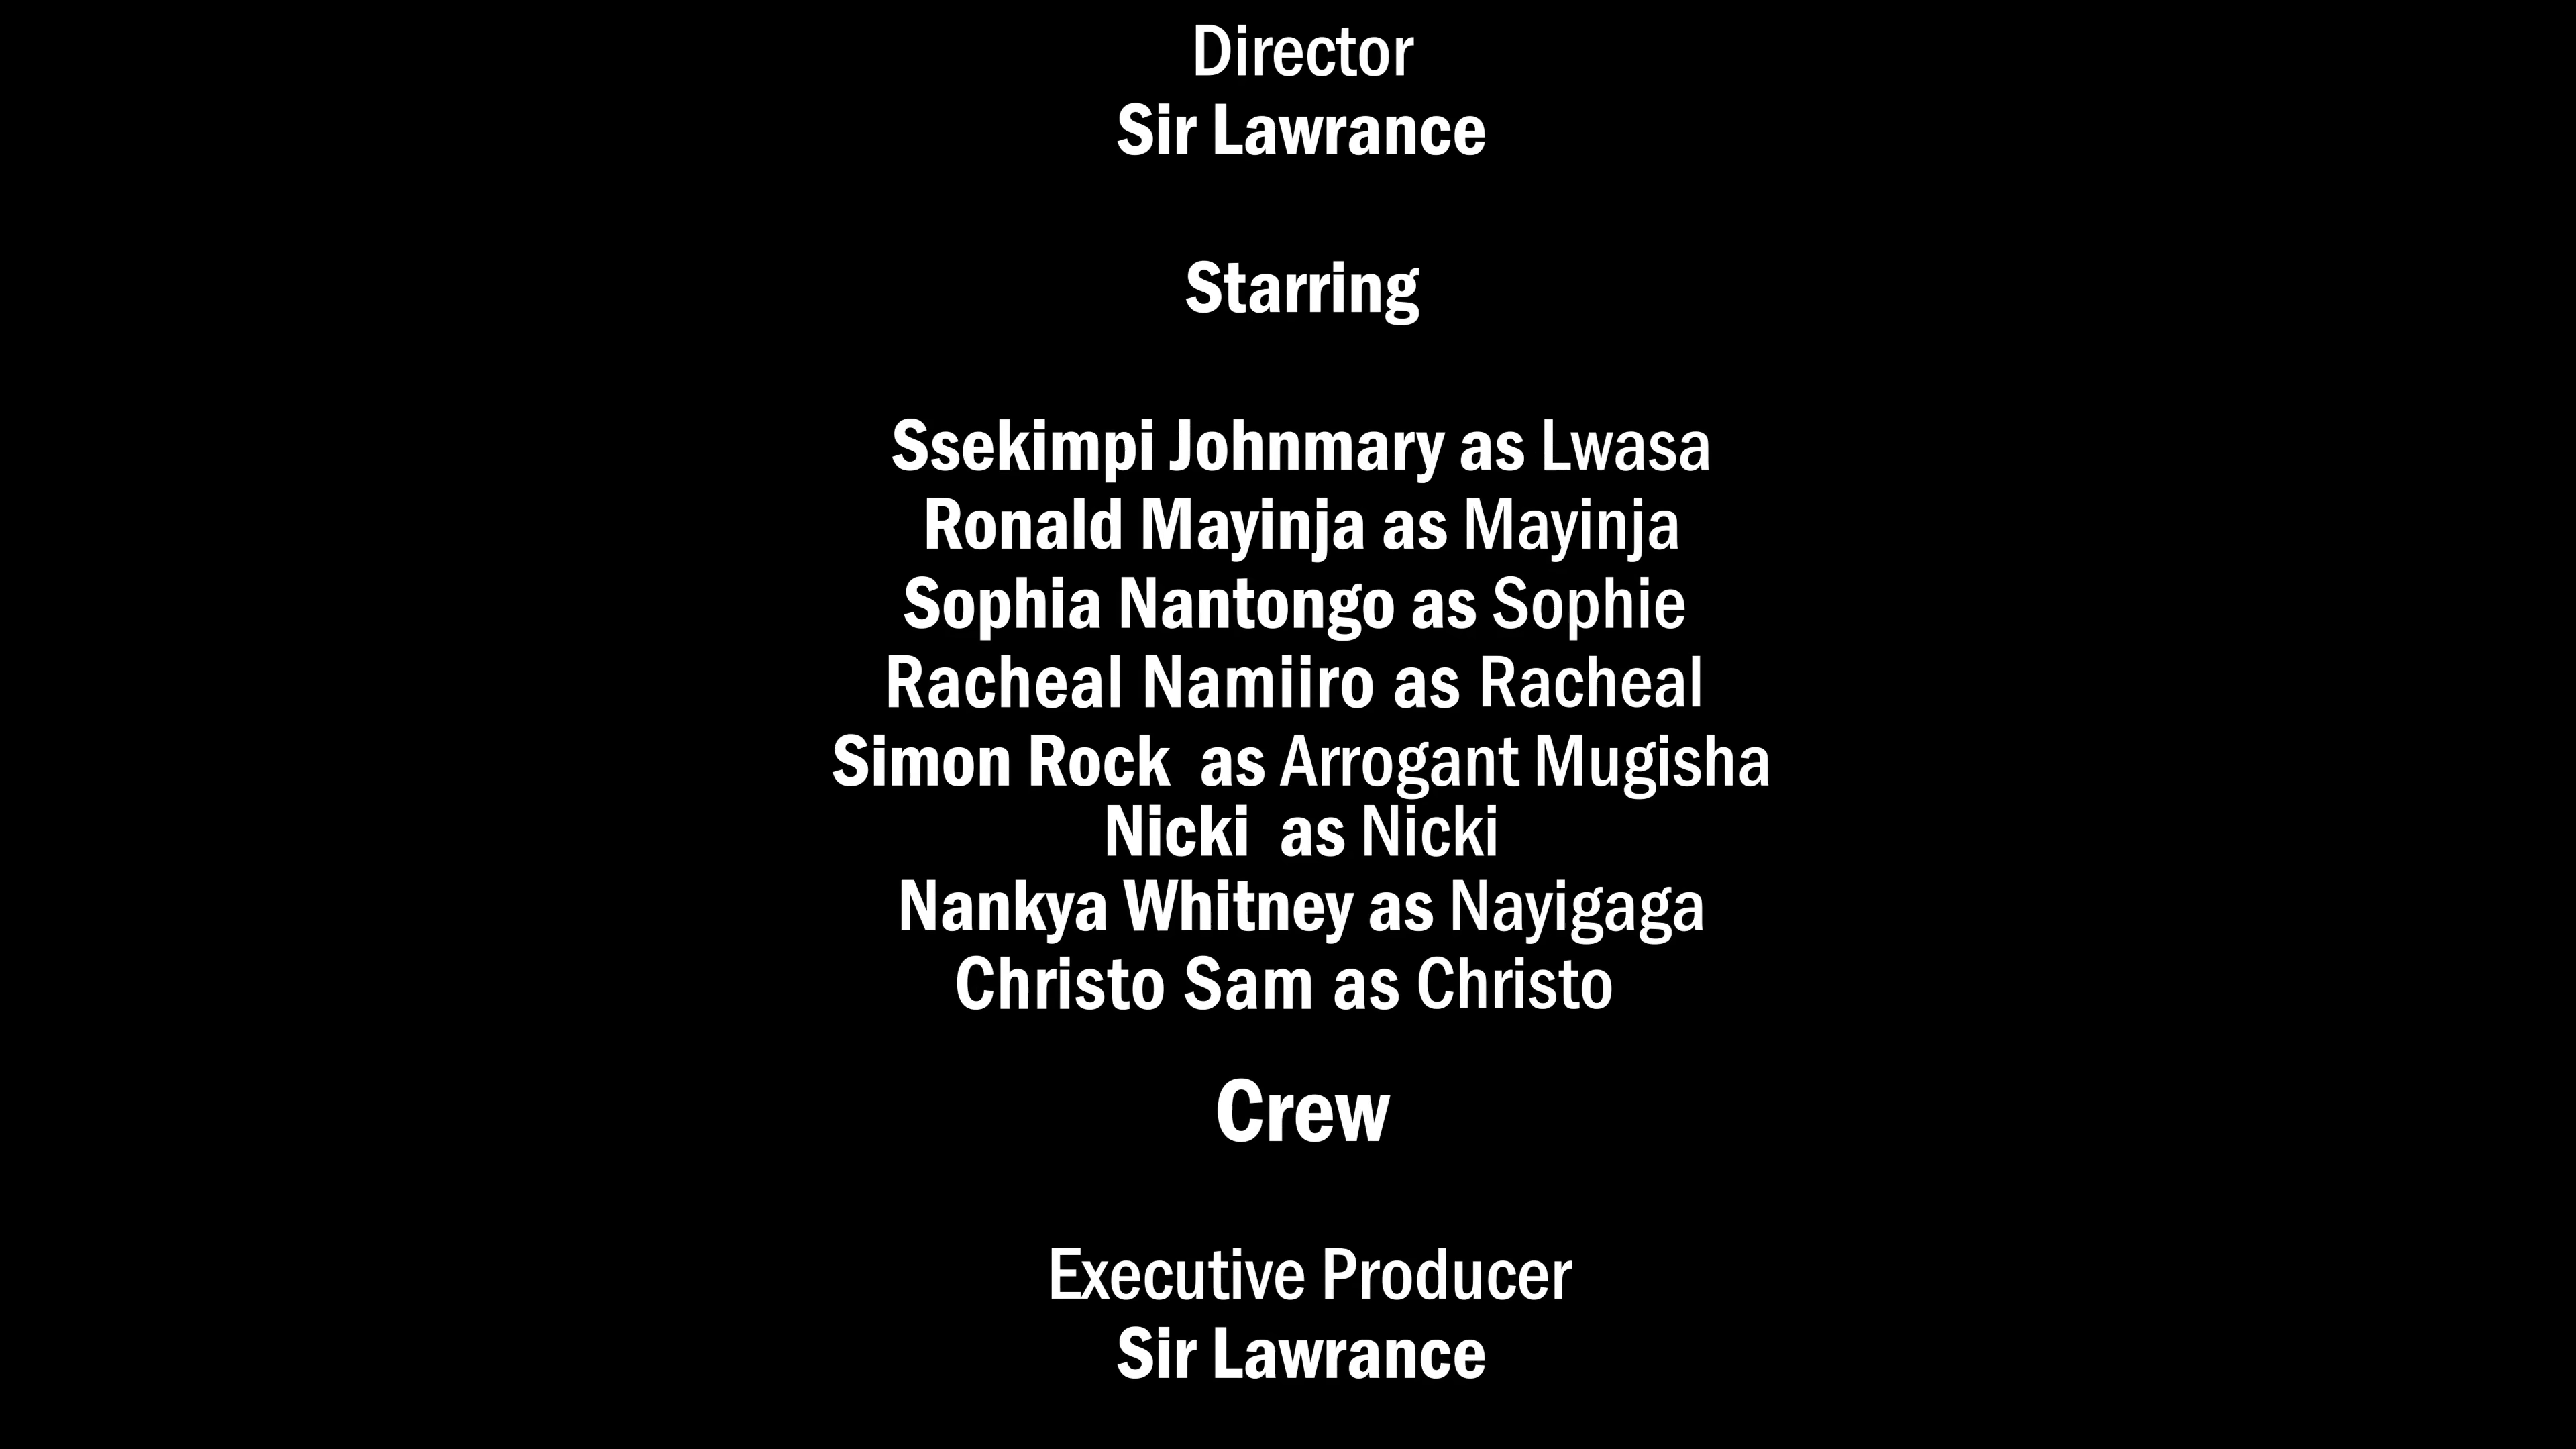 Director
Sir Lawrance
Starring
Ssekimpi Johnmary as Lwasa
Ronald Mayinja as Mayinja
Sophia Nantongo as Sophie
Racheal Namiiro as Racheal
Simon Rock  as Arrogant Mugisha
Nicki  as Nicki
Nankya Whitney as Nayigaga
Christo Sam as Christo
Crew
Executive Producer
Sir Lawrance